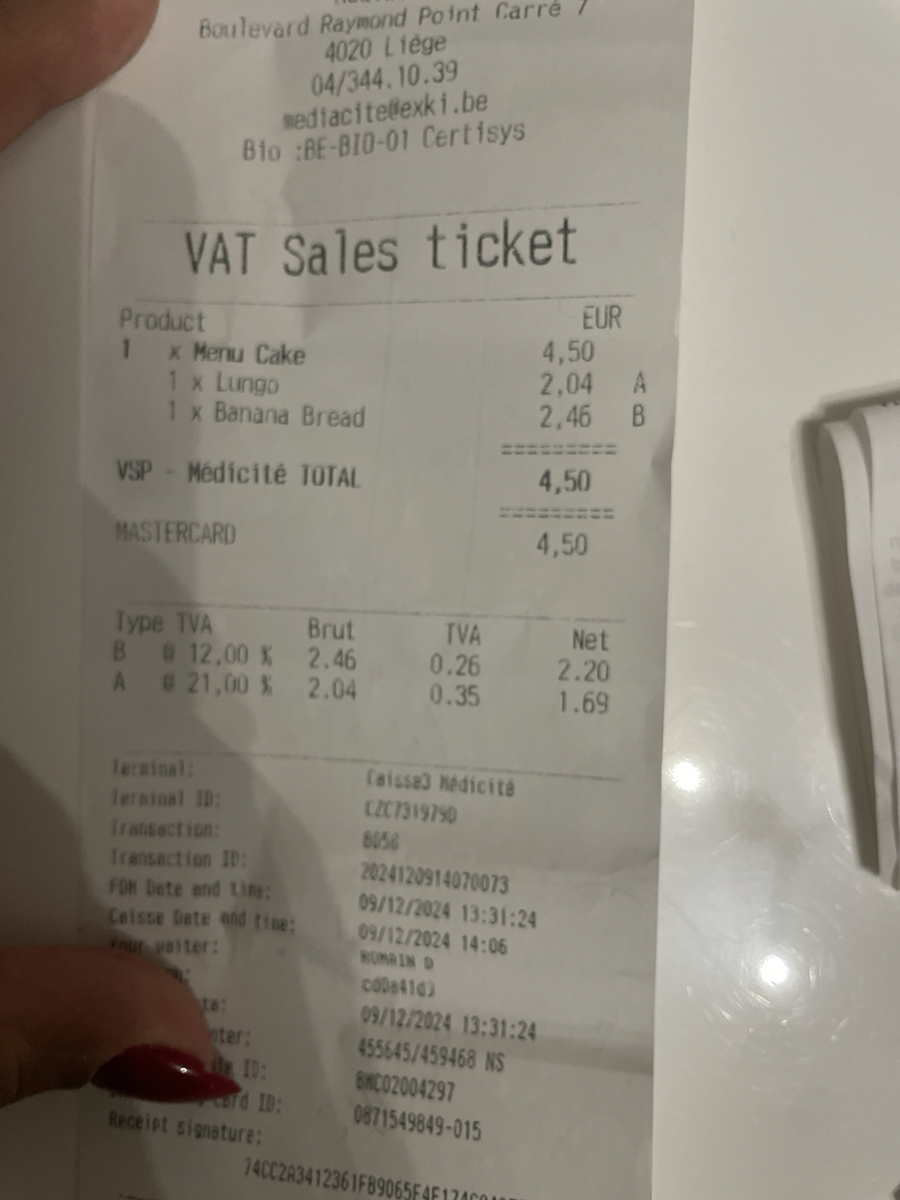 Boulevard Raymond Point Carré 7
4020 Liège
04/344.10.39
mediacite@exki.be
Bio :BE-BIO-01 Certisys
VAT Sales ticket
Product EUR
1 x Menu Cake 4,50
1 x Lungo 2,04 A
1 x Banana Bread 2,46 B
=========
VSP - Médicité TOTAL 4,50
=========
MASTERCARD 4,50
Type TVA Brut TVA Net
B @ 12,00 % 2.46 0.26 2.20
A @ 21,00 % 2.04 0.35 1.69
Terminal: Caisse3 Médicité
Terminal ID: CZC731979D
Transaction:
Transaction ID: 2024120914070073
FDM Date and time: 09/12/2024 13:31:24
Caisse Date and time: 09/12/2024 14:06
Your waiter: ROMAIN D
cd0a41d3
09/12/2024 13:31:24
455645/459468 NS
ID: BMC02004297
ID: 0871549849-015
Receipt signature: